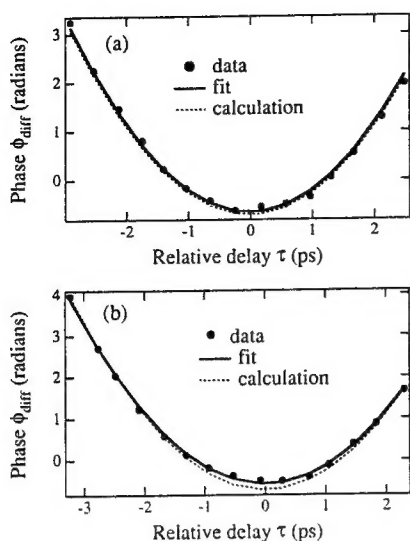 (a)
data
fit
calculation
Phase ϕdiff (radians)
3
2
1
0
-2
-1
0
1
2
Relative delay τ (ps)
(b)
data
fit
calculation
Phase ϕdiff (radians)
4
3
2
1
0
-3
-2
-1
0
1
2
Relative delay τ (ps)